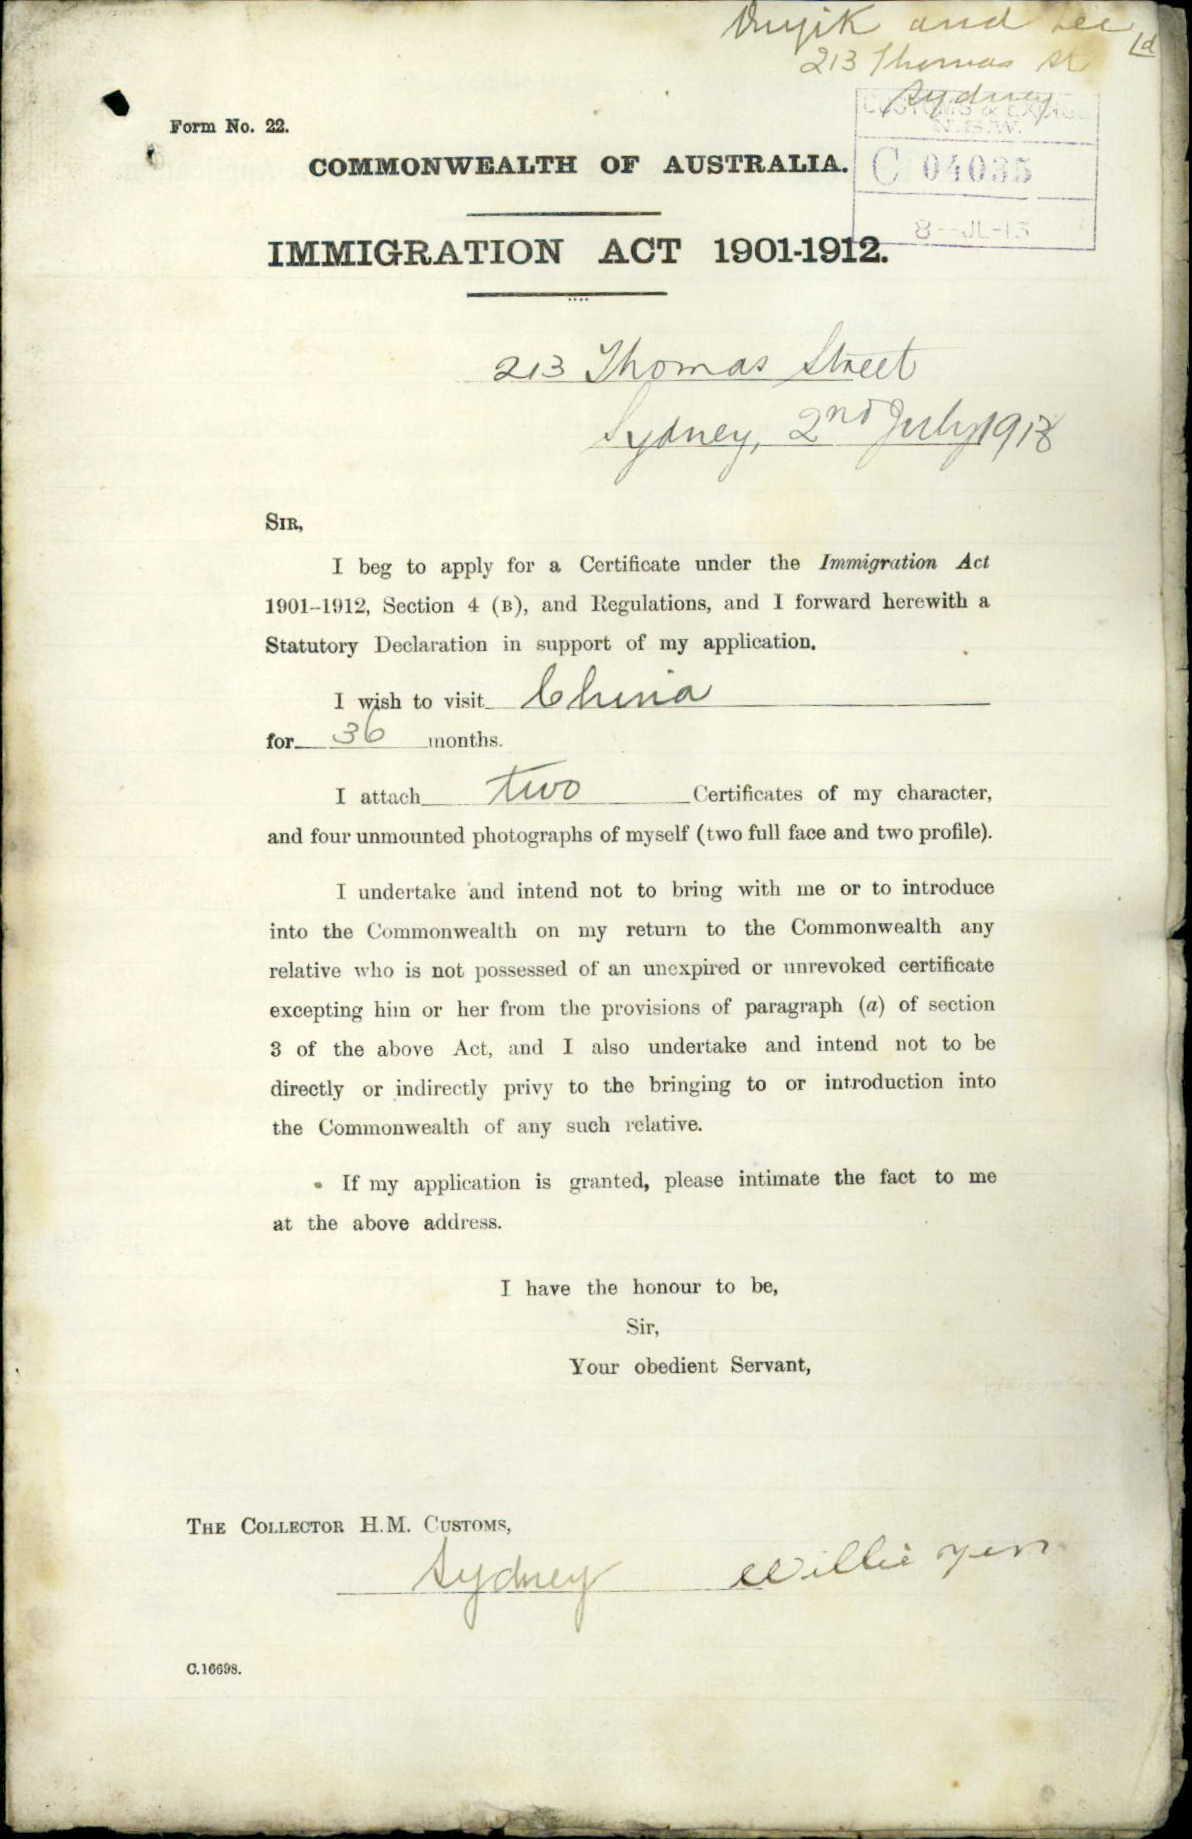 and
213 Thomas St
Sydney
Form No. 22.
CUSTOMS & EXCISE
N.S.W.
COMMONWEALTH OF AUSTRALIA.
C 04035
8-JL-13
IMMIGRATION ACT 1901-1912.
213 Thomas Street
Sydney, 2nd July 1913
SIR,
I beg to apply for a Certificate under the Immigration Act
1901-1912, Section 4 (B), and Regulations, and I forward herewith a
Statutory Declaration in support of my application.
I wish to visit China
for 36 months.
I attach two Certificates of my character,
and four unmounted photographs of myself (two full face and two profile).
I undertake and intend not to bring with me or to introduce
into the Commonwealth on my return to the Commonwealth any
relative who is not possessed of an unexpired or unrevoked certificate
excepting him or her from the provisions of paragraph (a) of section
3 of the above Act, and I also undertake and intend not to be
directly or indirectly privy to the bringing to or introduction into
the Commonwealth of any such relative.
If my application is granted, please intimate the fact to me
at the above address.
I have the honour to be,
Sir,
Your obedient Servant,
THE COLLECTOR H.M. CUSTOMS,
Sydney Willie Yen
C.16698.